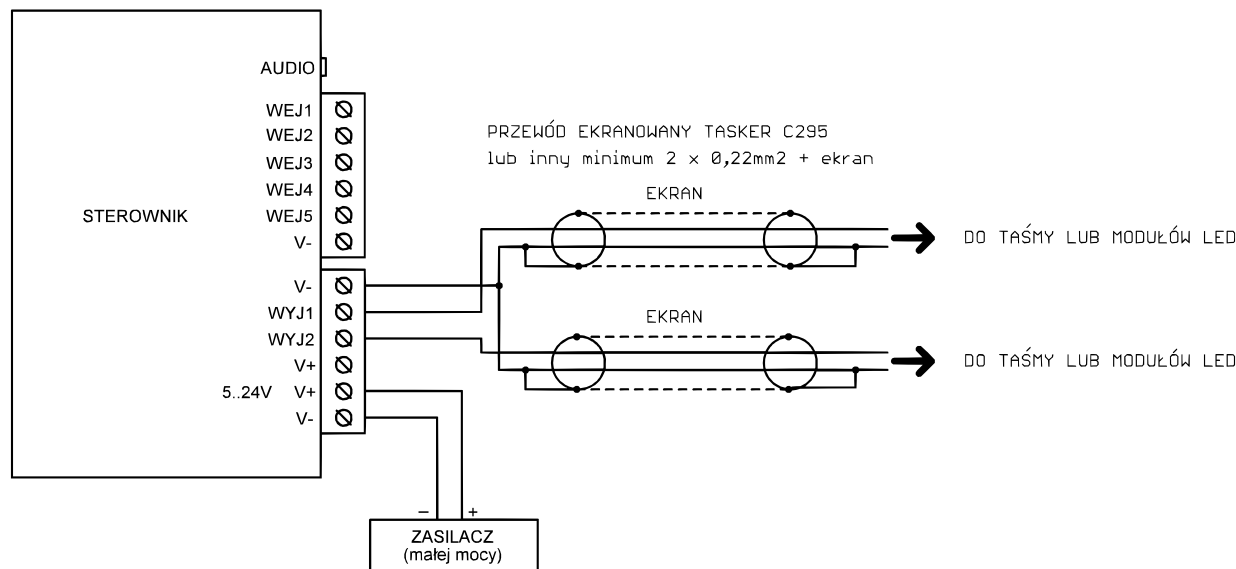 AUDIO
WEJ1
WEJ2
WEJ3
WEJ4
WEJ5
V-
STEROWNIK
V-
WYJ1
WYJ2
V+
5..24V V+
V-
PRZEWÓD EKRANOWANY TASKER C295
lub inny minimum 2 x 0,22mm2 + ekran
EKRAN
DO TAŚMY LUB MODUŁÓW LED
EKRAN
DO TAŚMY LUB MODUŁÓW LED
– +
ZASILACZ
(małej mocy)